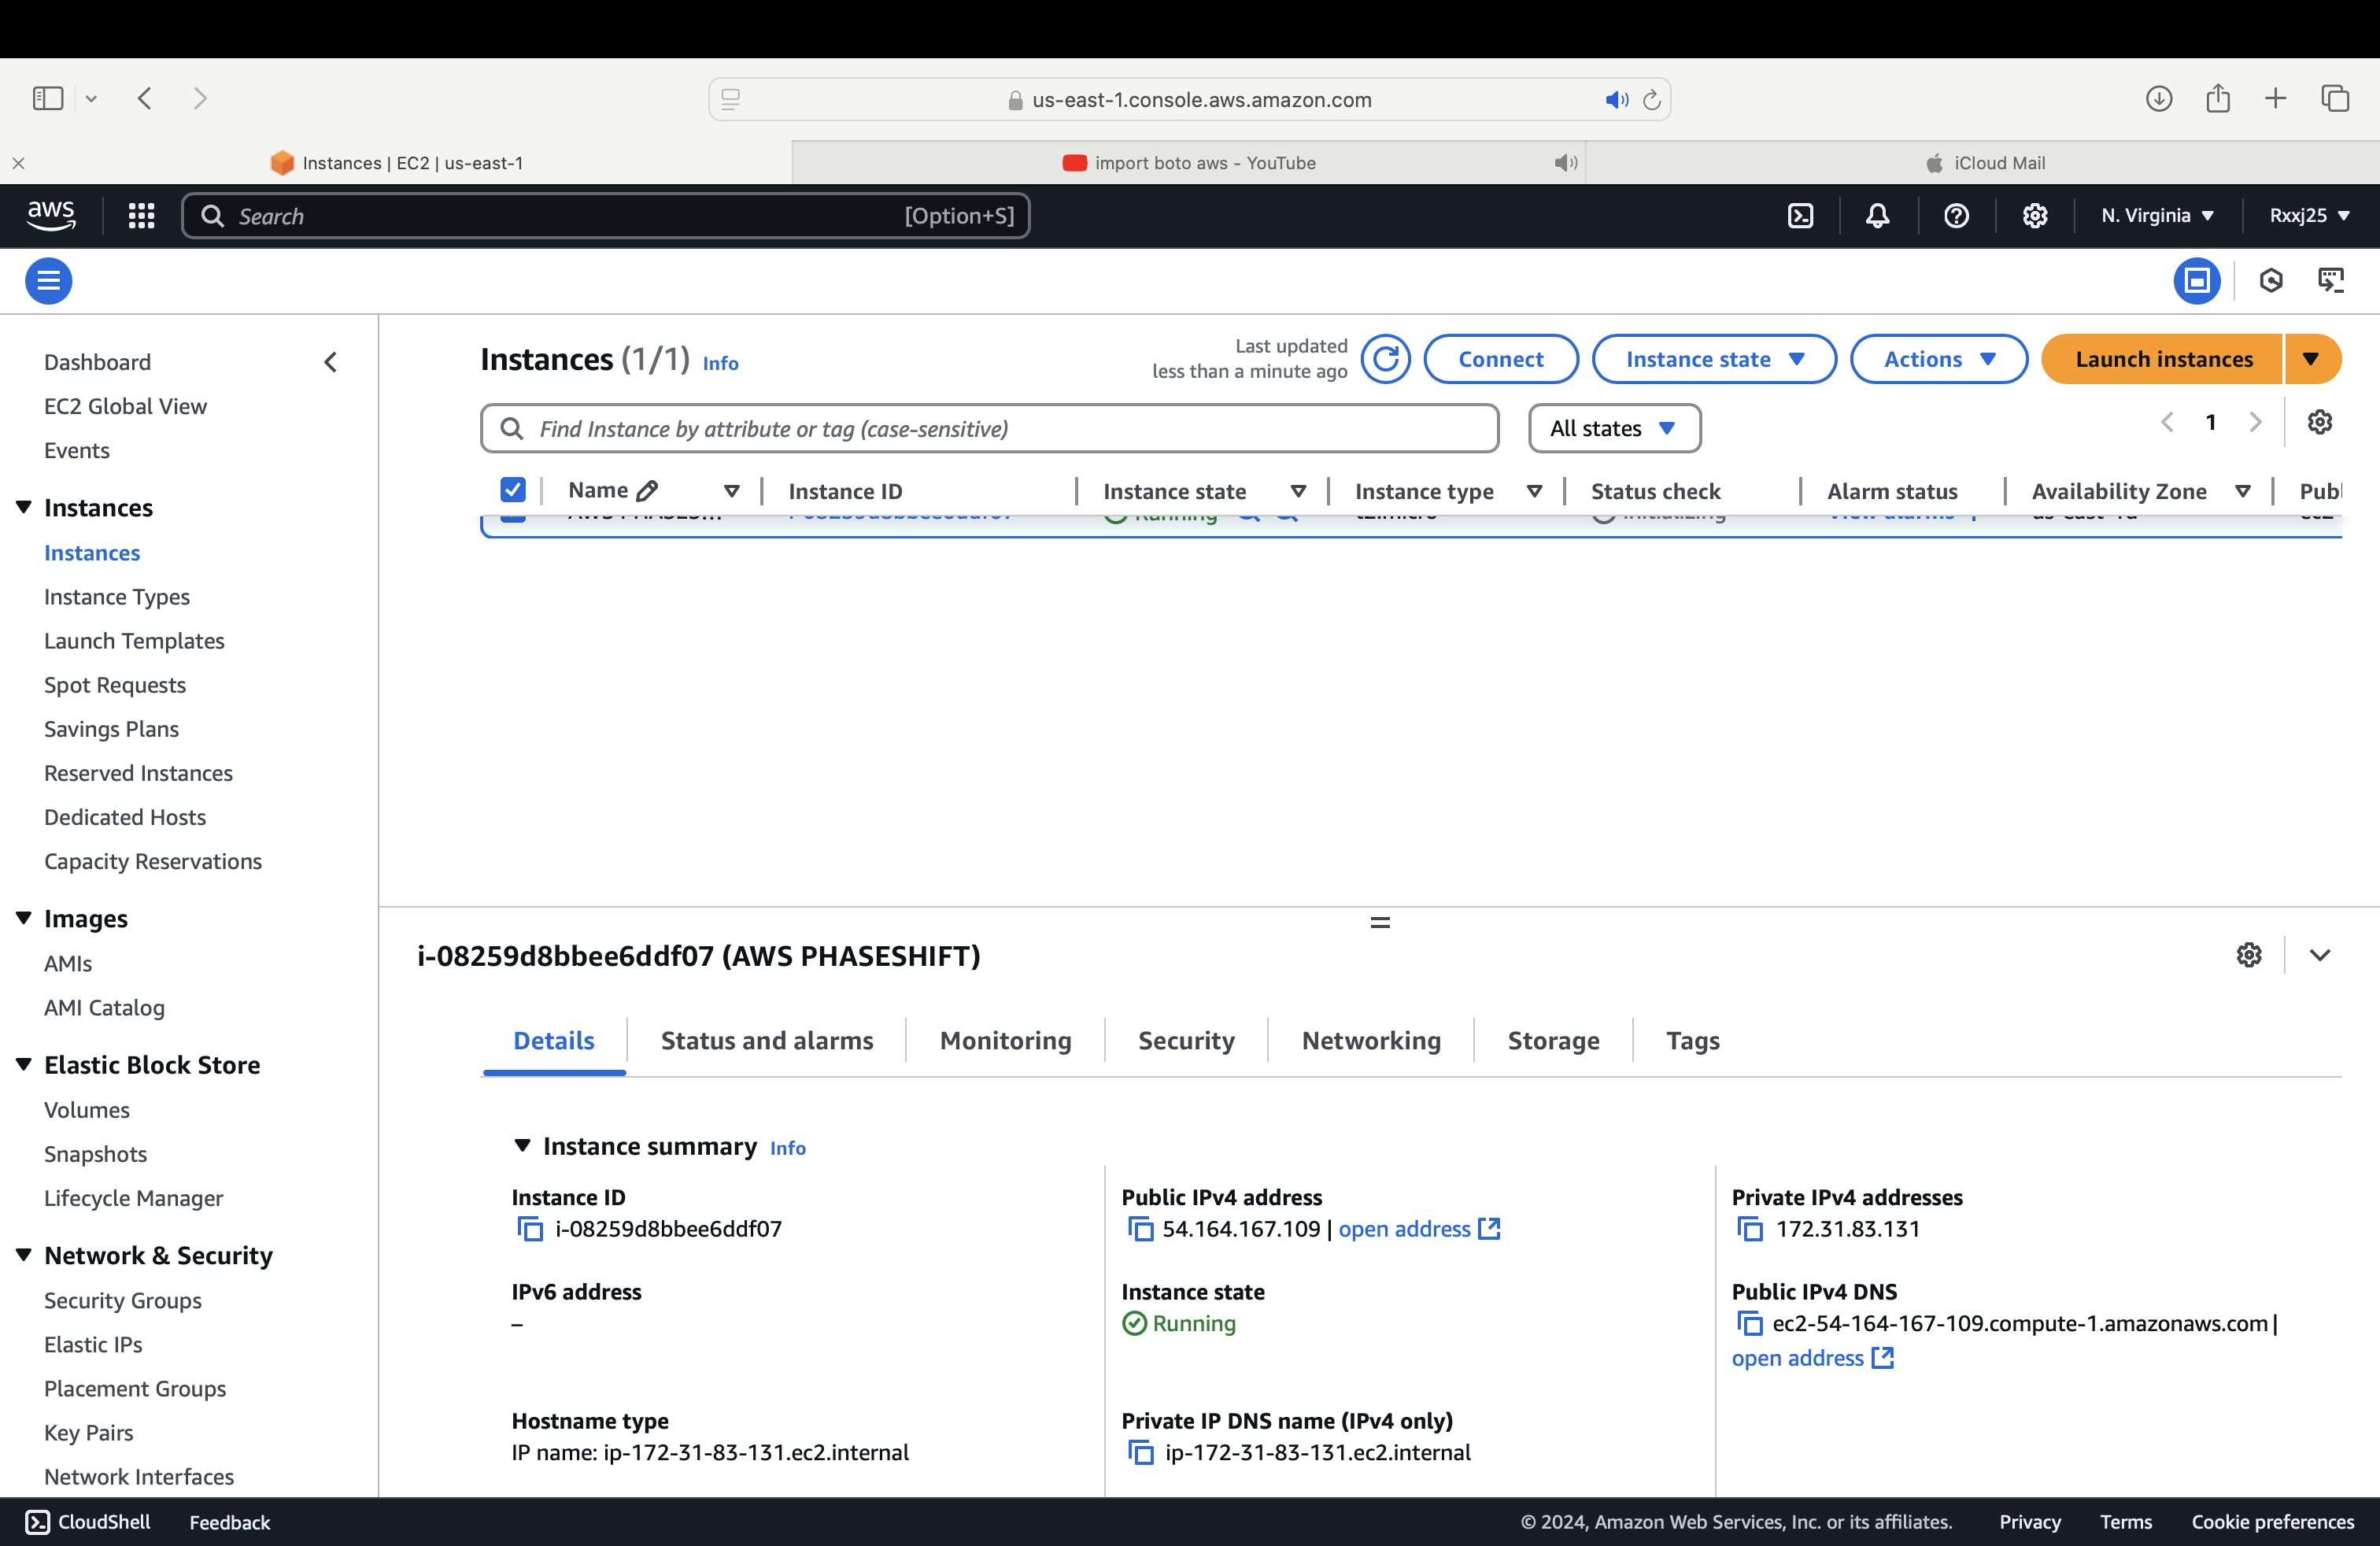 us-east-1.console.aws.amazon.com
Instances | EC2 | us-east-1
import boto aws - YouTube
iCloud Mail
aws
Search
[Option+S]
N. Virginia
Rxxj25
Dashboard
EC2 Global View
Events
Instances
Instances
Instance Types
Launch Templates
Spot Requests
Savings Plans
Reserved Instances
Dedicated Hosts
Capacity Reservations
Images
AMIs
AMI Catalog
Elastic Block Store
Volumes
Snapshots
Lifecycle Manager
Network & Security
Security Groups
Elastic IPs
Placement Groups
Key Pairs
Network Interfaces
Instances (1/1) Info
Last updated
less than a minute ago
Connect
Instance state
Actions
Launch instances
Find Instance by attribute or tag (case-sensitive)
All states
1
Name
Instance ID
Instance state
Instance type
Status check
Alarm status
Availability Zone
Publ
Running
t2.micro
Initializing
View alarms
i-08259d8bbee6ddf07 (AWS PHASESHIFT)
Details
Status and alarms
Monitoring
Security
Networking
Storage
Tags
Instance summary Info
Instance ID
i-08259d8bbee6ddf07
Public IPv4 address
54.164.167.109 | open address
Private IPv4 addresses
172.31.83.131
IPv6 address
–
Instance state
Running
Public IPv4 DNS
ec2-54-164-167-109.compute-1.amazonaws.com |
open address
Hostname type
IP name: ip-172-31-83-131.ec2.internal
Private IP DNS name (IPv4 only)
ip-172-31-83-131.ec2.internal
CloudShell
Feedback
© 2024, Amazon Web Services, Inc. or its affiliates.
Privacy
Terms
Cookie preferences